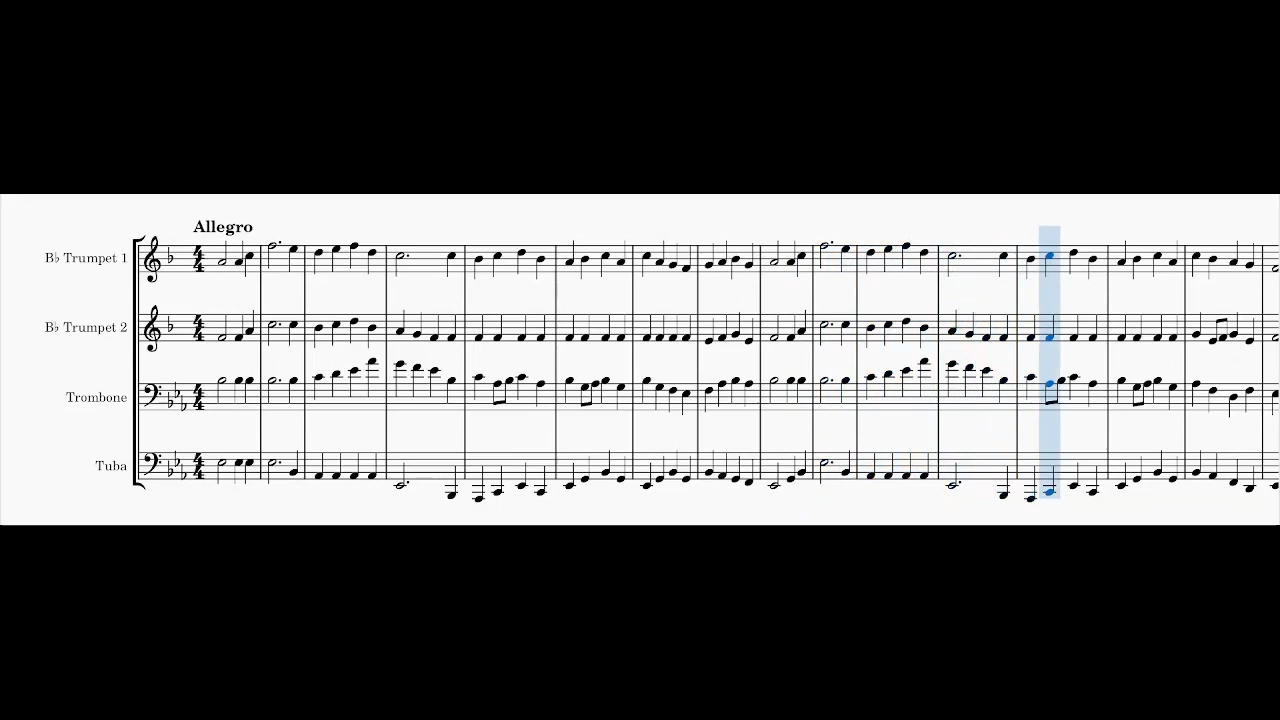 Allegro
B♭ Trumpet 1
B♭ Trumpet 2
Trombone
Tuba